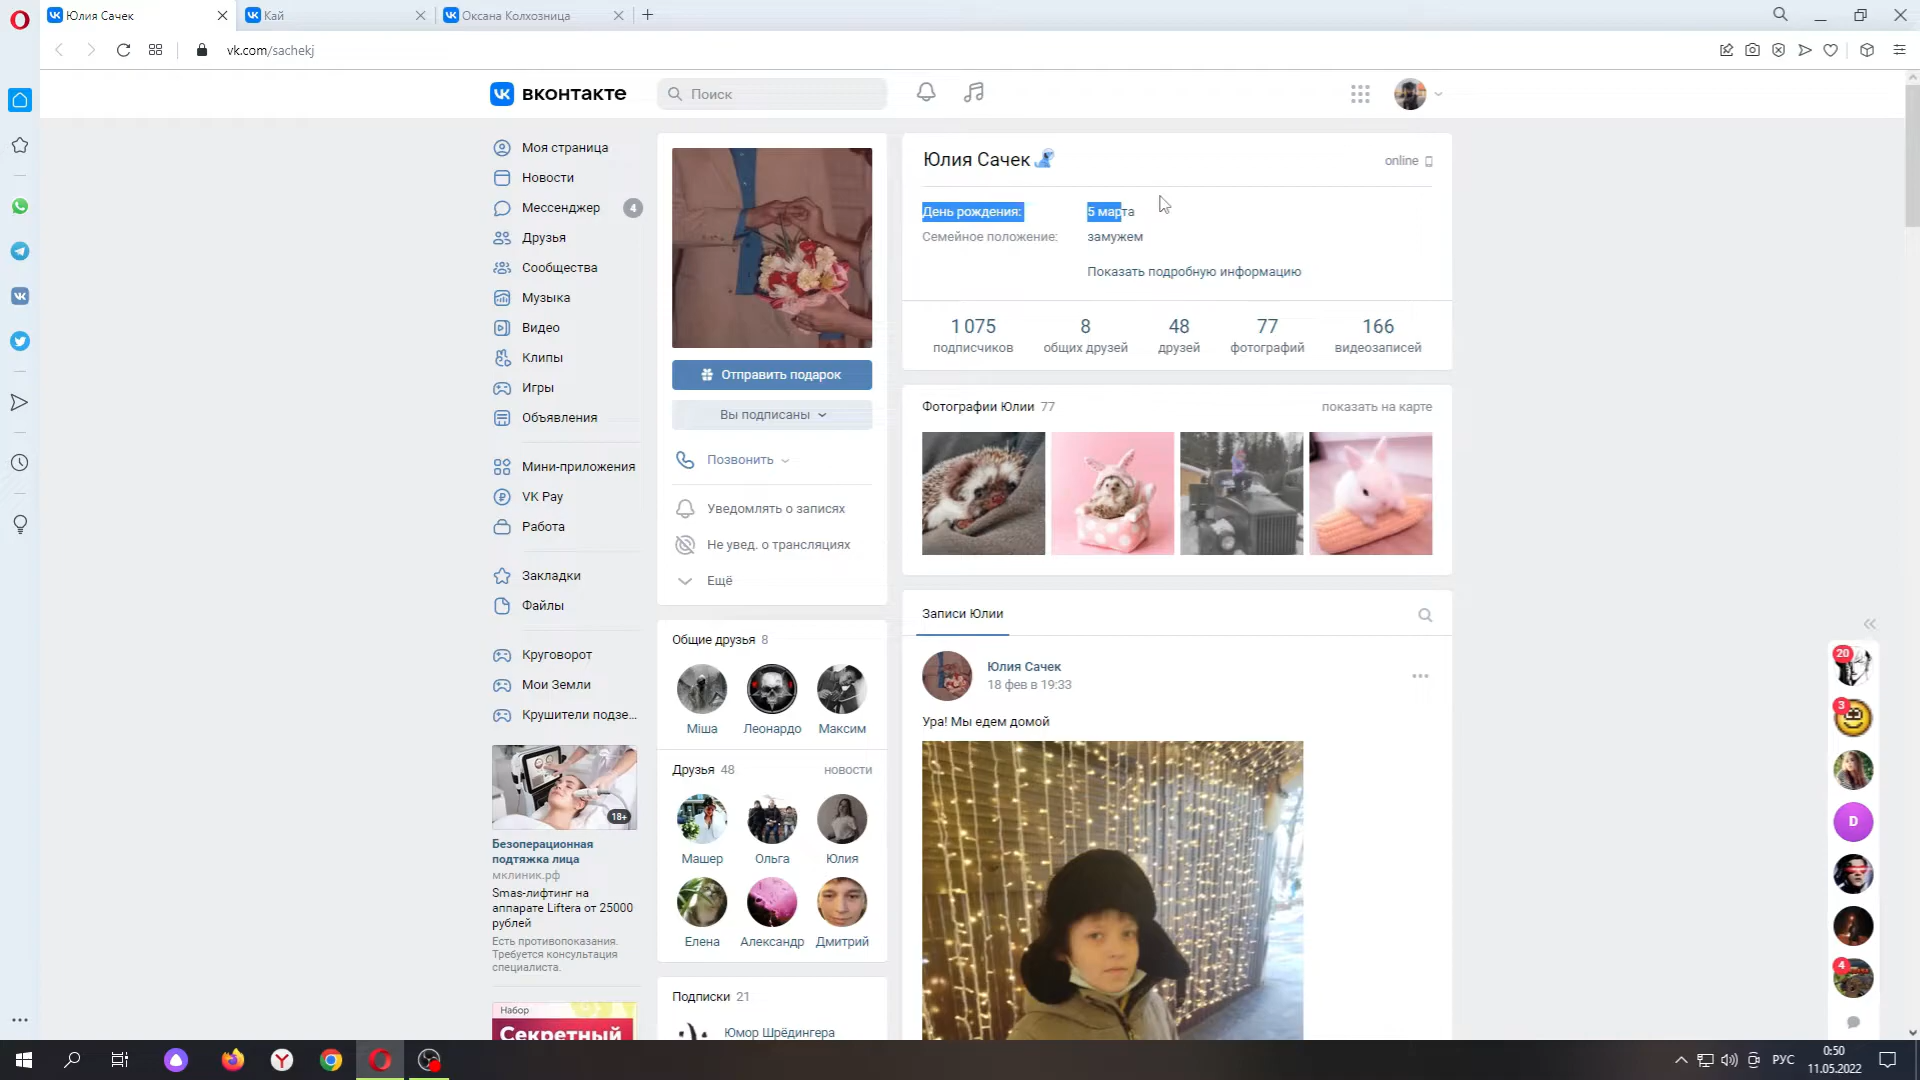 Юлия Сачек
Кай
Оксана Колхозница
vk.com/sachekj
вконтакте
Поиск
Моя страница
Новости
Мессенджер 4
Друзья
Сообщества
Музыка
Видео
Клипы
Игры
Объявления
Мини-приложения
VK Pay
Работа
Закладки
Файлы
Круговорот
Мои Земли
Крушители подзе...
18+
Безоперационная
подтяжка лица
мклиник.рф
Smas-лифтинг на
аппарате Liftera от 25000
рублей
Есть противопоказания.
Требуется консультация
специалиста.
Набор
Секретный
Отправить подарок
Вы подписаны
Позвонить
Уведомлять о записях
Не увед. о трансляциях
Ещё
Общие друзья 8
Міша Леонардо Максим
Друзья 48 новости
Машер Ольга Юлия
Елена Александр Дмитрий
Подписки 21
Юмор Шрёдингера
Юлия Сачек online
День рождения: 5 марта
Семейное положение: замужем
Показать подробную информацию
1 075 8 48 77 166
подписчиков общих друзей друзей фотографий видеозаписей
Фотографии Юлии 77 показать на карте
Записи Юлии
Юлия Сачек
18 фев в 19:33
Ура! Мы едем домой
20
3
D
4
РУС
0:50
11.05.2022